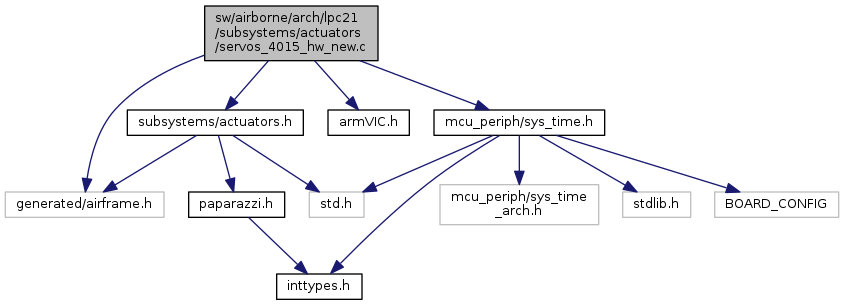 sw/airborne/arch/lpc21
/subsystems/actuators
/servos_4015_hw_new.c
subsystems/actuators.h
armVIC.h
mcu_periph/sys_time.h
generated/airframe.h
paparazzi.h
std.h
mcu_periph/sys_time
_arch.h
stdlib.h
BOARD_CONFIG
inttypes.h